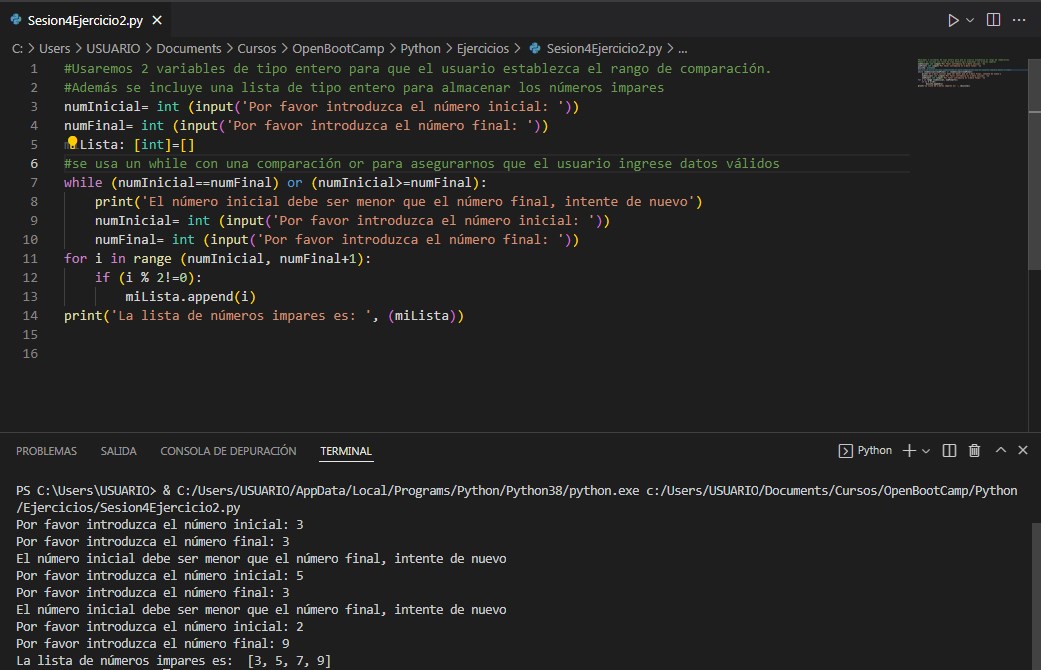 Sesion4Ejercicio2.py
C: > Users > USUARIO > Documents > Cursos > OpenBootCamp > Python > Ejercicios > Sesion4Ejercicio2.py > ...
1 #Usaremos 2 variables de tipo entero para que el usuario establezca el rango de comparación.
2 #Además se incluye una lista de tipo entero para almacenar los números impares
3 numInicial= int (input('Por favor introduzca el número inicial: '))
4 numFinal= int (input('Por favor introduzca el número final: '))
5 miLista: [int]=[]
6 #se usa un while con una comparación or para asegurarnos que el usuario ingrese datos válidos
7 while (numInicial==numFinal) or (numInicial>=numFinal):
8     print('El número inicial debe ser menor que el número final, intente de nuevo')
9     numInicial= int (input('Por favor introduzca el número inicial: '))
10     numFinal= int (input('Por favor introduzca el número final: '))
11 for i in range (numInicial, numFinal+1):
12     if (i % 2!=0):
13         miLista.append(i)
14 print('La lista de números impares es: ', (miLista))
15
16
PROBLEMAS SALIDA CONSOLA DE DEPURACIÓN TERMINAL Python
PS C:\Users\USUARIO> & C:/Users/USUARIO/AppData/Local/Programs/Python/Python38/python.exe c:/Users/USUARIO/Documents/Cursos/OpenBootCamp/Python
/Ejercicios/Sesion4Ejercicio2.py
Por favor introduzca el número inicial: 3
Por favor introduzca el número final: 3
El número inicial debe ser menor que el número final, intente de nuevo
Por favor introduzca el número inicial: 5
Por favor introduzca el número final: 3
El número inicial debe ser menor que el número final, intente de nuevo
Por favor introduzca el número inicial: 2
Por favor introduzca el número final: 9
La lista de números impares es:  [3, 5, 7, 9]